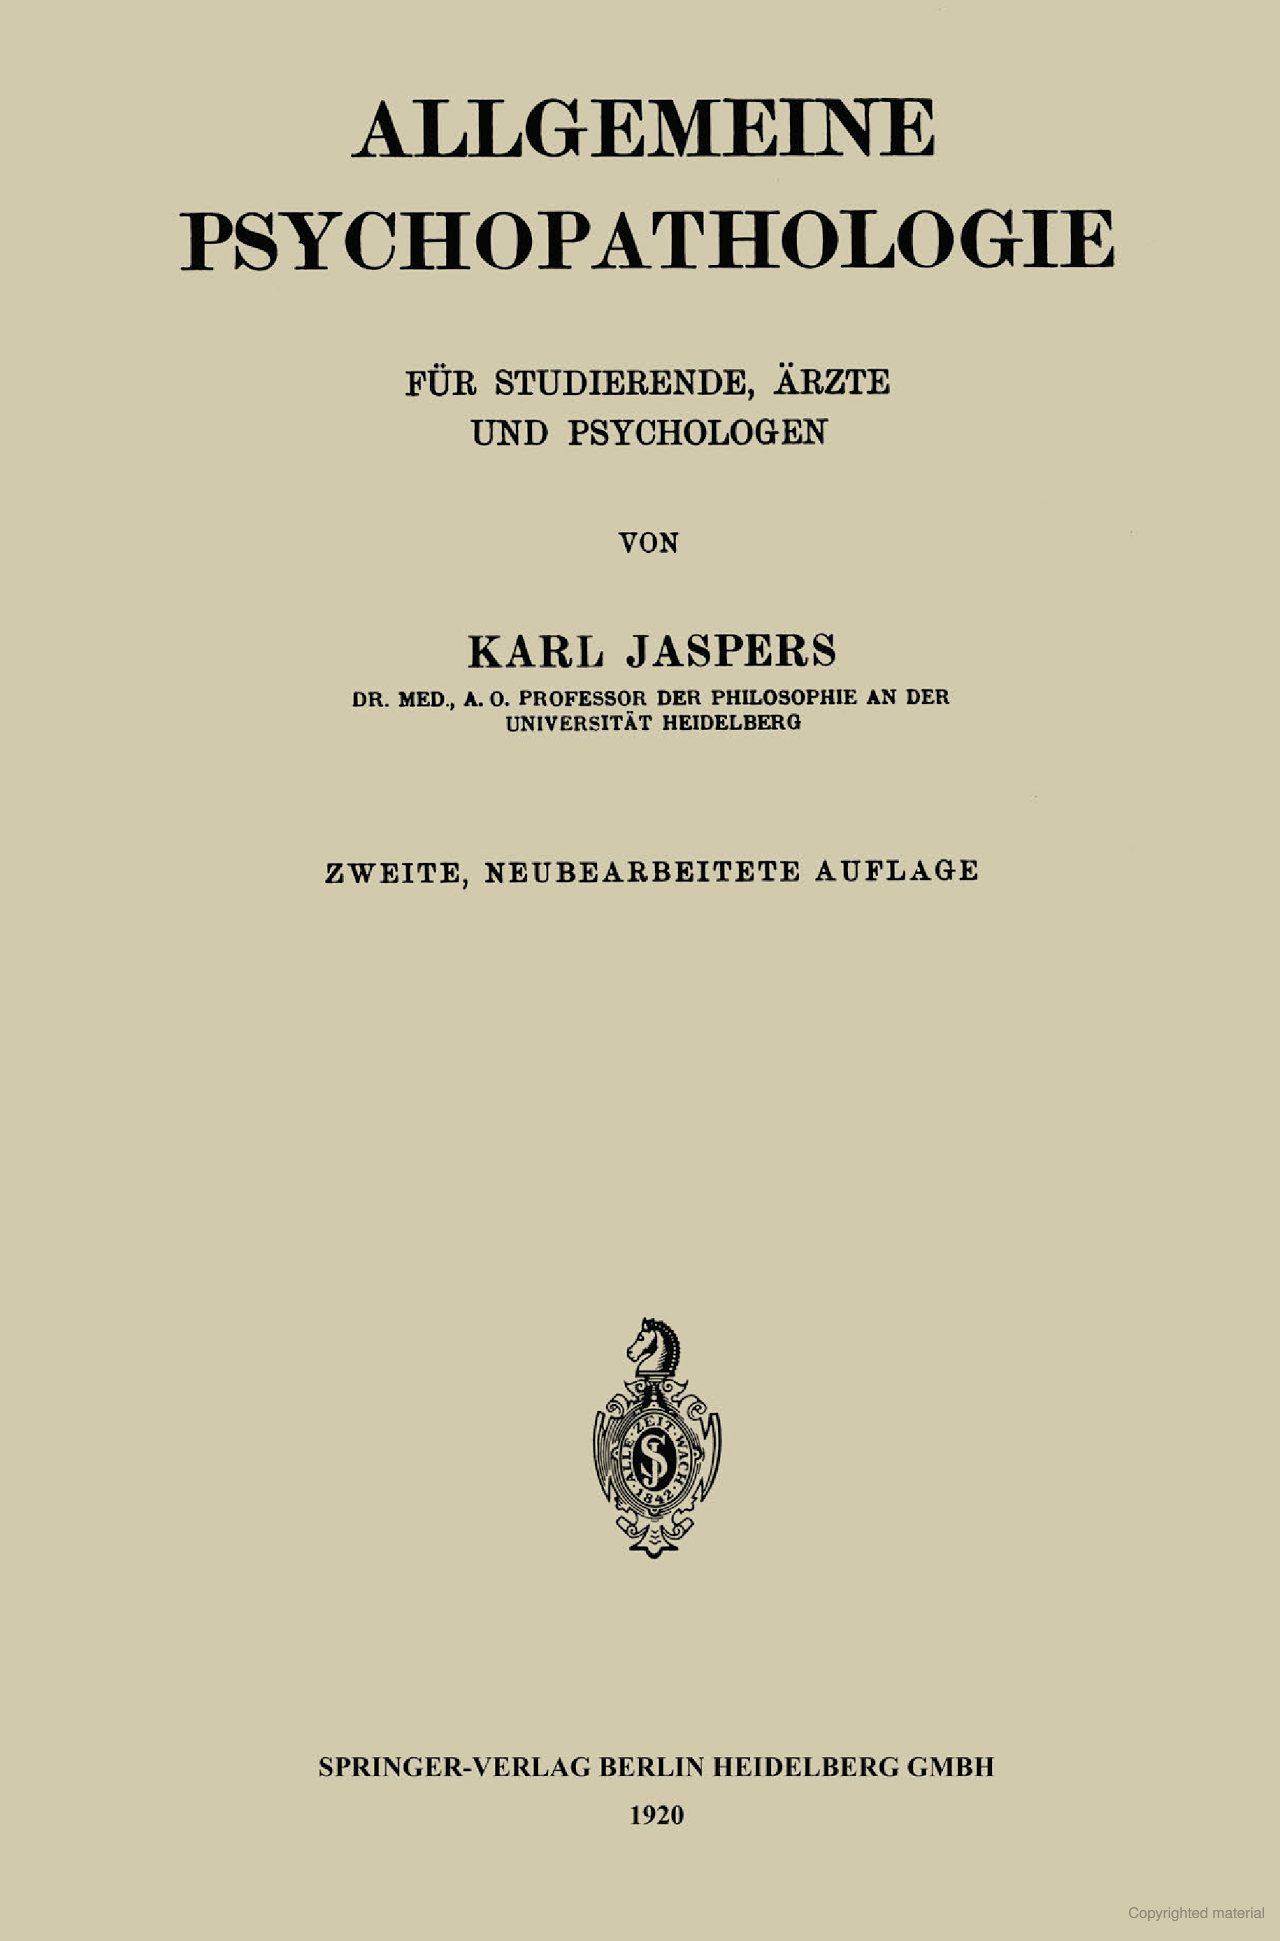 ALLGEMEINE
PSYCHOPATHOLOGIE
FÜR STUDIERENDE, ÄRZTE
UND PSYCHOLOGEN
VON
KARL JASPERS
DR. MED., A. O. PROFESSOR DER PHILOSOPHIE AN DER
UNIVERSITÄT HEIDELBERG
ZWEITE, NEUBEARBEITETE AUFLAGE
ALLE·ZEIT·WACH
JS
·1842·
SPRINGER-VERLAG BERLIN HEIDELBERG GMBH
1920
Copyrighted material